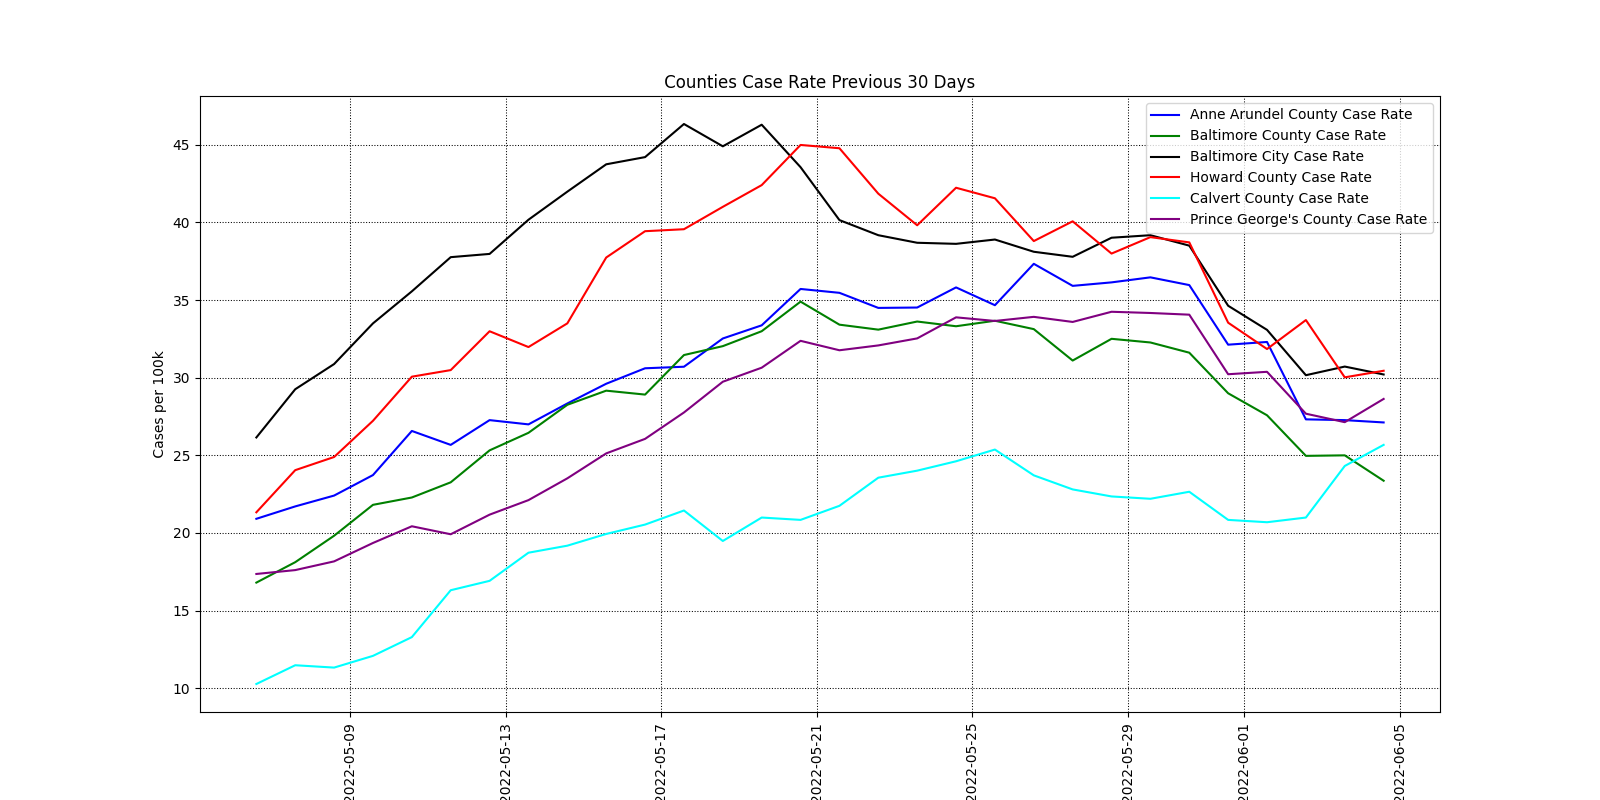 Counties Case Rate Previous 30 Days
Cases per 100k
45
40
35
30
25
20
15
10
Anne Arundel County Case Rate
Baltimore County Case Rate
Baltimore City Case Rate
Howard County Case Rate
Calvert County Case Rate
Prince George's County Case Rate
2022-05-09
2022-05-13
2022-05-17
2022-05-21
2022-05-25
2022-05-29
2022-06-01
2022-06-05